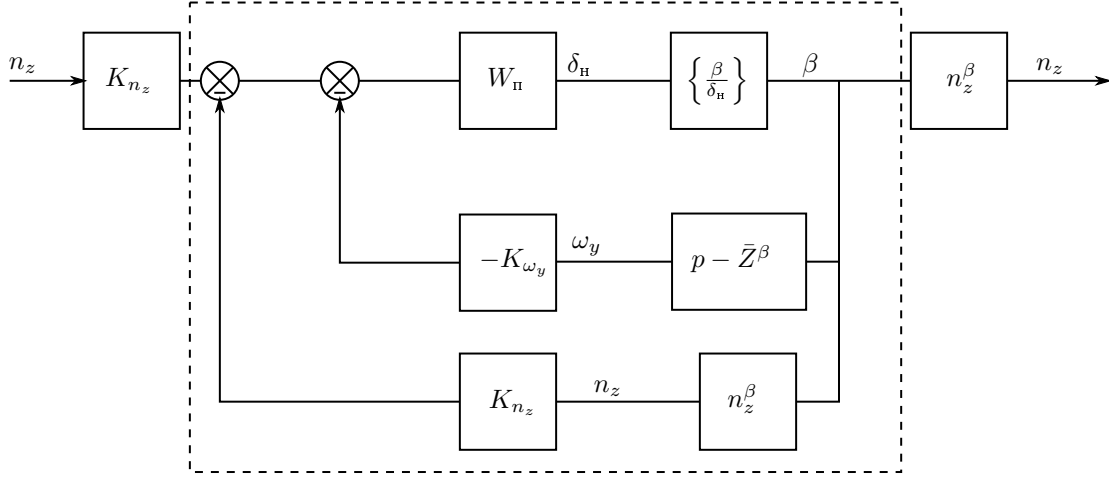 n_z
K_{n_z}
W_п
δ_н
{β/δ_н}
β
n_z^β
n_z
−K_{ω_y}
ω_y
p − Z̄^β
K_{n_z}
n_z
n_z^β